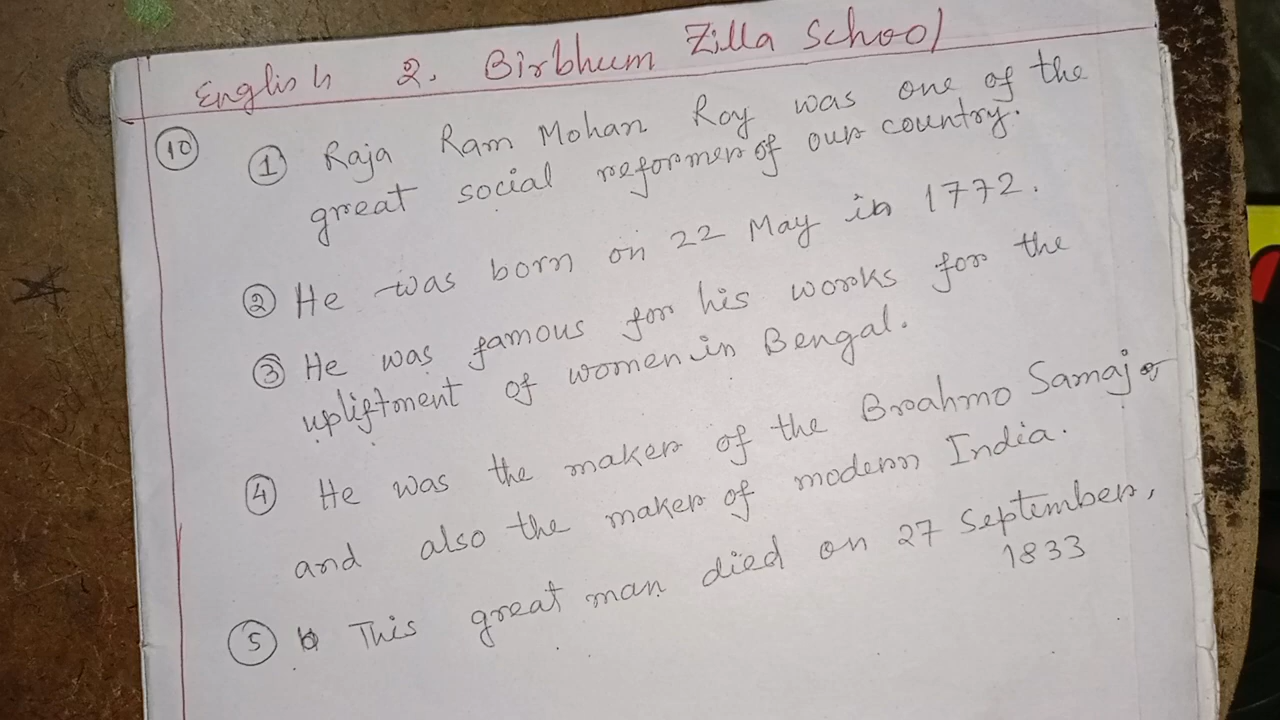 English 2. Birbhum Zilla School
10 1 Raja Ram Mohan Roy was one of the
great social reformer of our country.
2 He was born on 22 May in 1772.
3 He was famous for his works for the
upliftment of women in Bengal.
4 He was the maker of the Broahmo Samaj
and also the maker of modern India.
5 This great man died on 27 September,
1833